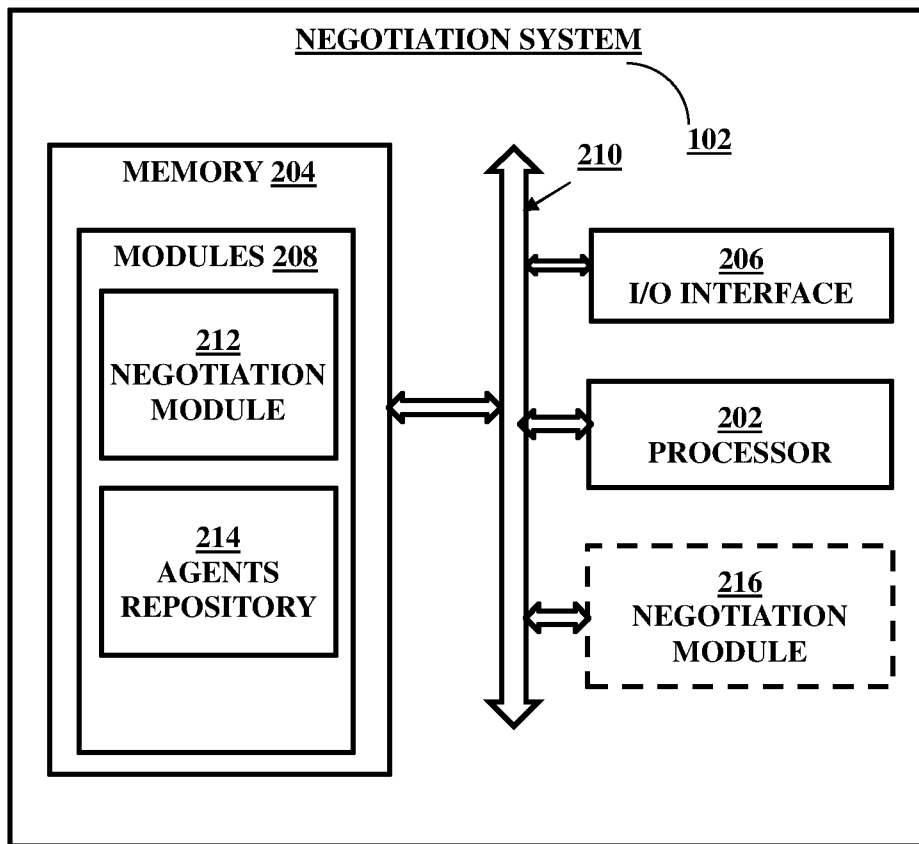 NEGOTIATION SYSTEM
102
MEMORY 204
MODULES 208
212
NEGOTIATION
MODULE
214
AGENTS
REPOSITORY
210
206
I/O INTERFACE
202
PROCESSOR
216
NEGOTIATION
MODULE